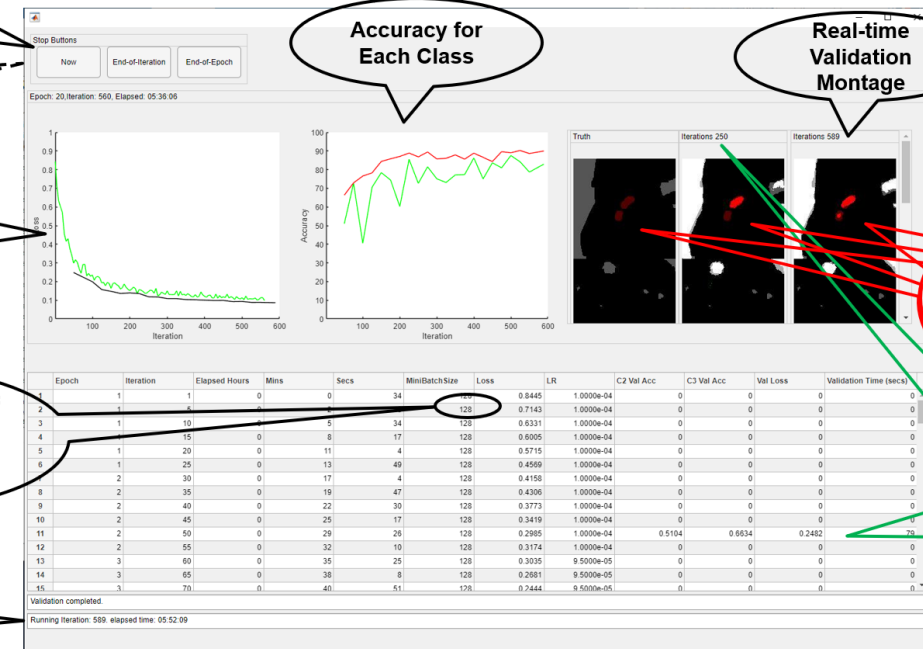 Accuracy for
Each Class
Real-time
Validation
Montage
Stop Buttons
Now
End-of-Iteration
End-of-Epoch
Epoch: 20,Iteration: 560, Elapsed: 05:36:06
1
0.9
0.8
0.7
0.6
0.5
0.4
0.3
0.2
0.1
0
100 200 300 400 500 600
Iteration
100
90
80
70
60
50
40
30
20
10
0
Accuracy
100 200 300 400 500 600
Iteration
Truth
Iterations 250
Iterations 589
Epoch Iteration Elapsed Hours Mins Secs MiniBatchSize Loss LR C2 Val Acc C3 Val Acc Val Loss Validation Time (secs)
1 1 0 0 34 128 0.8445 1.0000e-04 0 0 0 0
2 1 5 128 0.7143 1.0000e-04 0 0 0 0
3 1 10 0 5 34 128 0.6331 1.0000e-04 0 0 0 0
4 15 0 8 17 128 0.6005 1.0000e-04 0 0 0 0
5 1 20 0 11 4 128 0.5715 1.0000e-04 0 0 0 0
6 1 25 0 13 49 128 0.4569 1.0000e-04 0 0 0 0
2 30 0 17 4 128 0.4158 1.0000e-04 0 0 0 0
8 2 35 0 19 47 128 0.4306 1.0000e-04 0 0 0 0
9 2 40 0 22 30 128 0.3773 1.0000e-04 0 0 0 0
10 2 45 0 25 17 128 0.3419 1.0000e-04 0 0 0 0
11 2 50 0 29 26 128 0.2985 1.0000e-04 0.5104 0.6634 0.2482 79
12 2 55 0 32 10 128 0.3174 1.0000e-04 0 0 0 0
13 3 60 0 35 25 128 0.3035 9.5000e-05 0 0 0 0
14 3 65 0 38 8 128 0.2681 9.5000e-05 0 0 0 0
15 3 70 0 40 51 128 0.2444 9.5000e-05 0 0 0 0
Validation completed.
Running Iteration: 589. elapsed time: 05:52:09